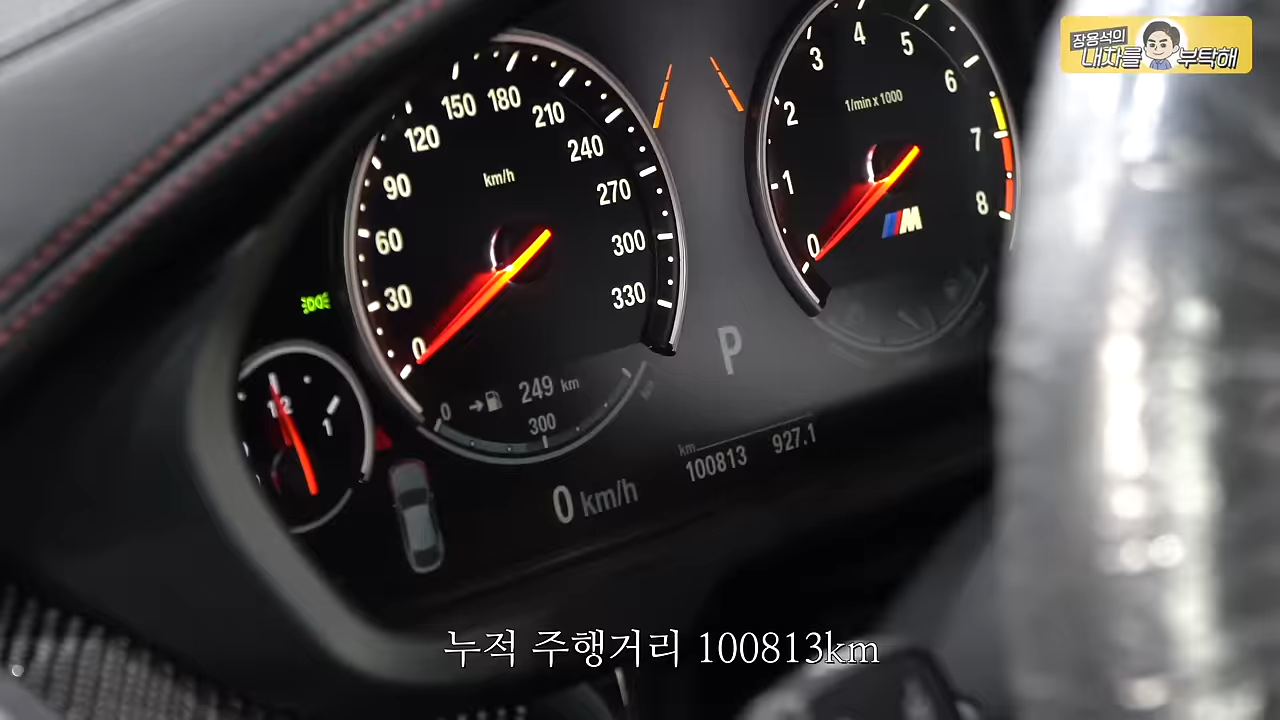 장용석의
내차를 부탁해
0 30 60 90 120 150 180 210 240 270 300 330
km/h
0 1 2 3 4 5 6 7 8
1/min x 1000
M
P
1/2 1
0 249 km
300
km
100813 927.1
0 km/h
누적 주행거리 100813km